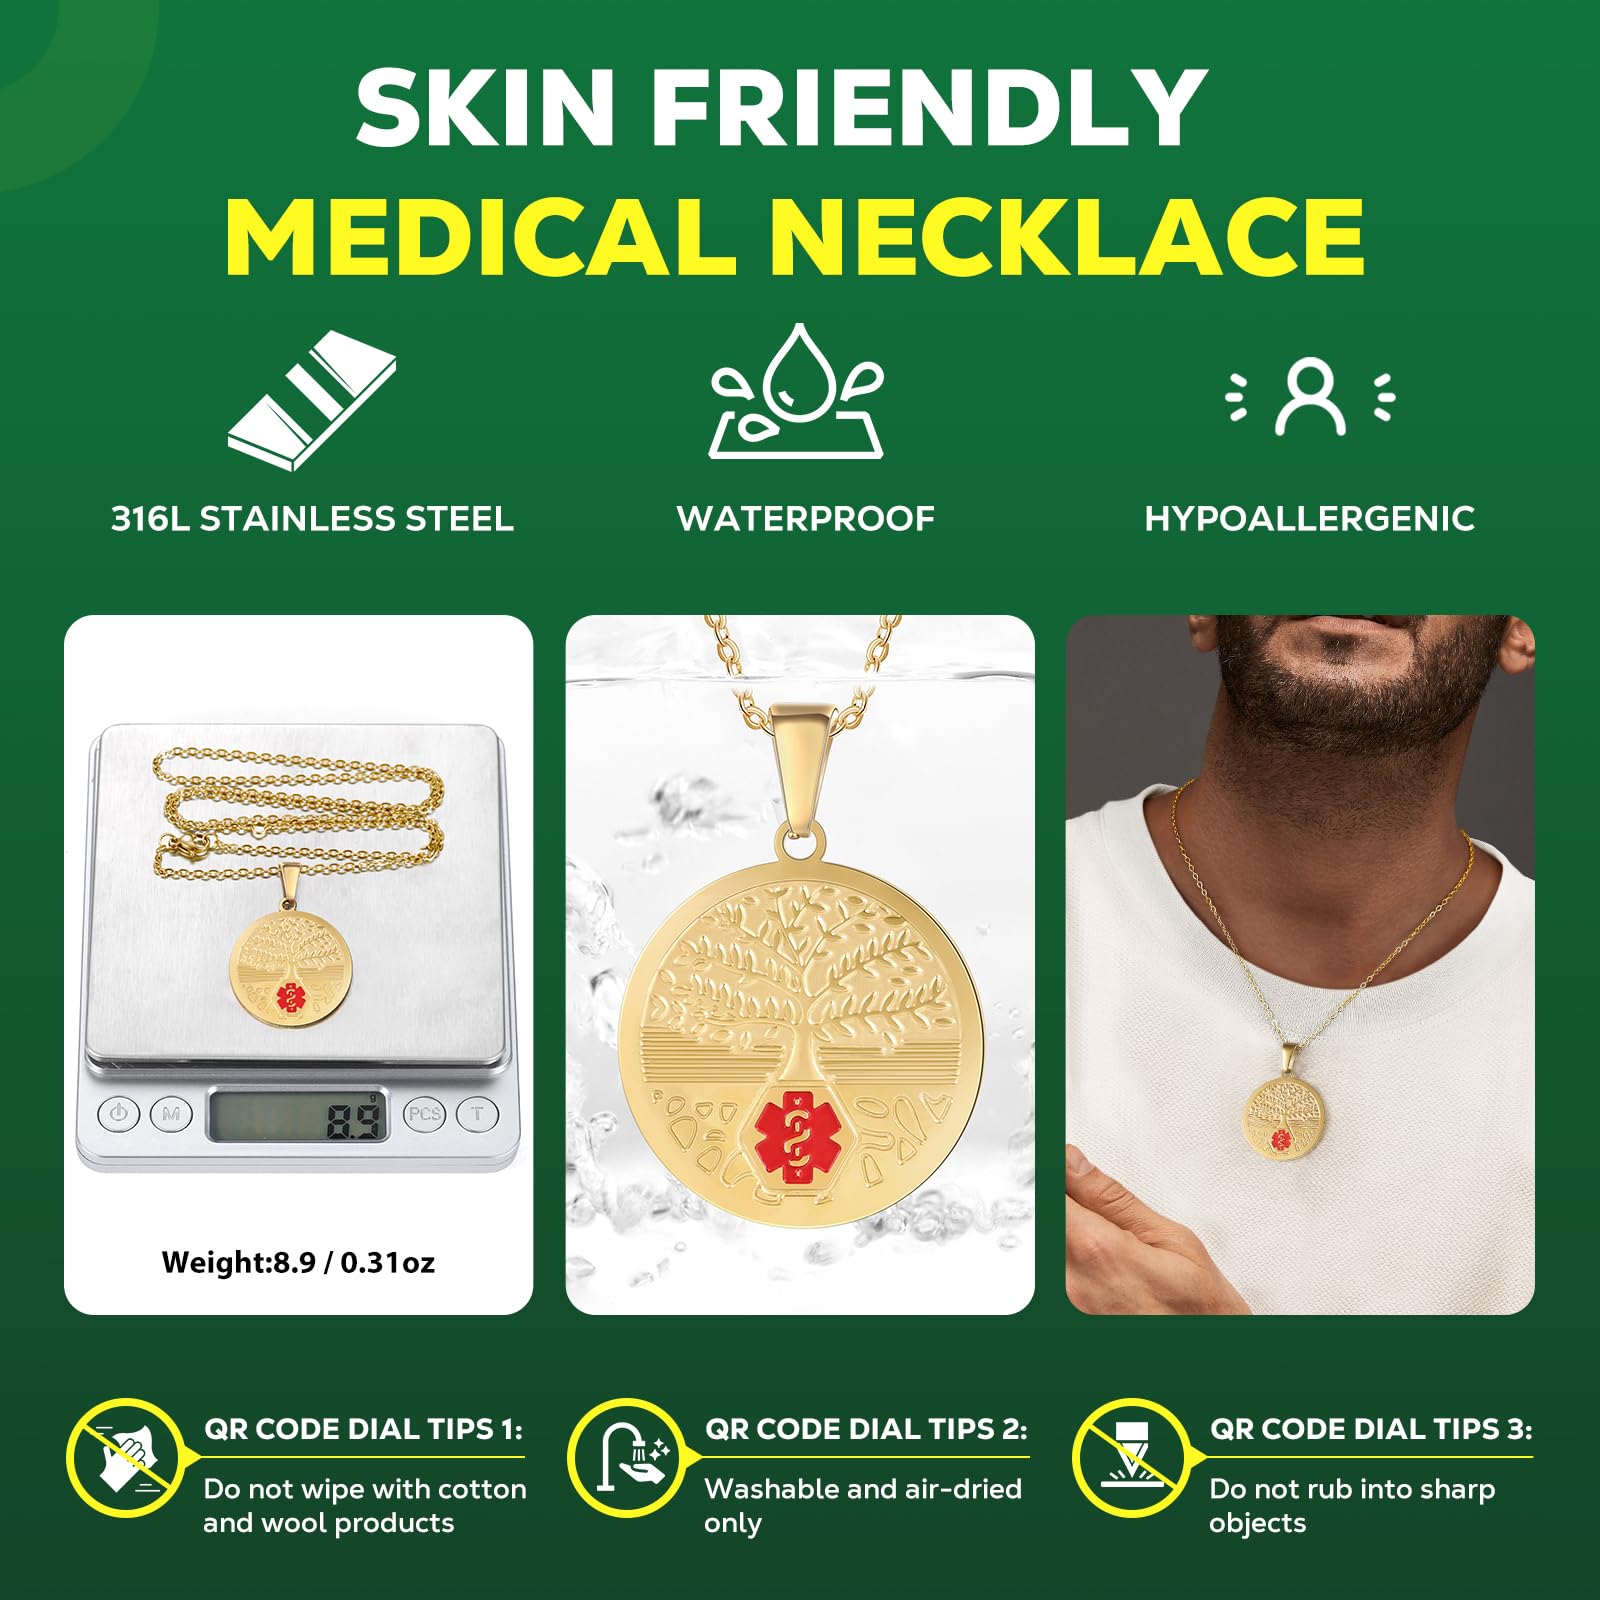 SKIN FRIENDLY
MEDICAL NECKLACE
316L STAINLESS STEEL
WATERPROOF
HYPOALLERGENIC
g
M
8.9
PCS
T
Weight:8.9 / 0.31oz
QR CODE DIAL TIPS 1:
Do not wipe with cotton
and wool products
QR CODE DIAL TIPS 2:
Washable and air-dried
only
QR CODE DIAL TIPS 3:
Do not rub into sharp
objects